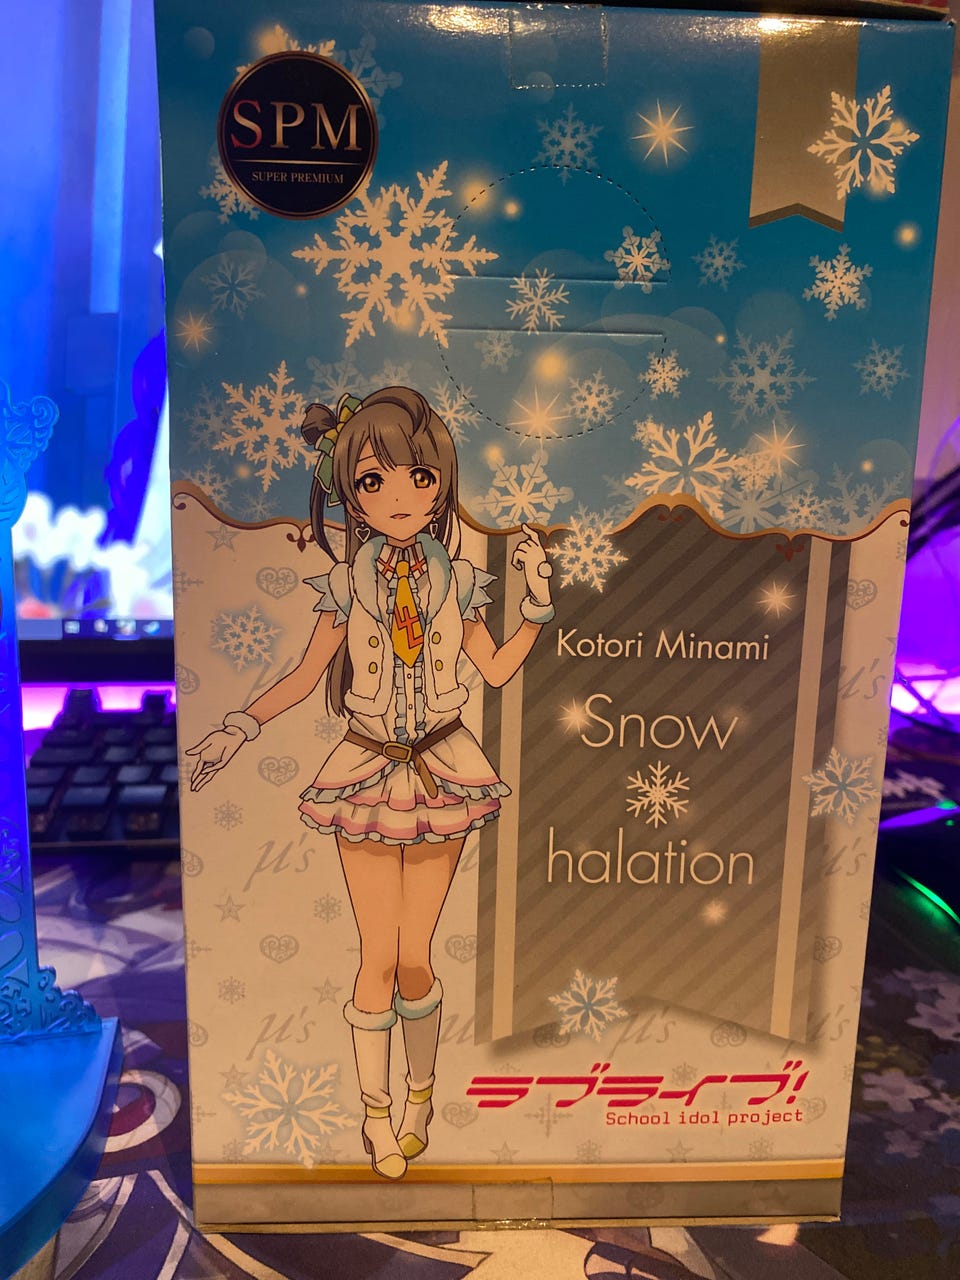 SPM
SUPER PREMIUM
Kotori Minami
Snow
halation
μ's
μ's
μ's
μ's
ラブライブ!
School idol project